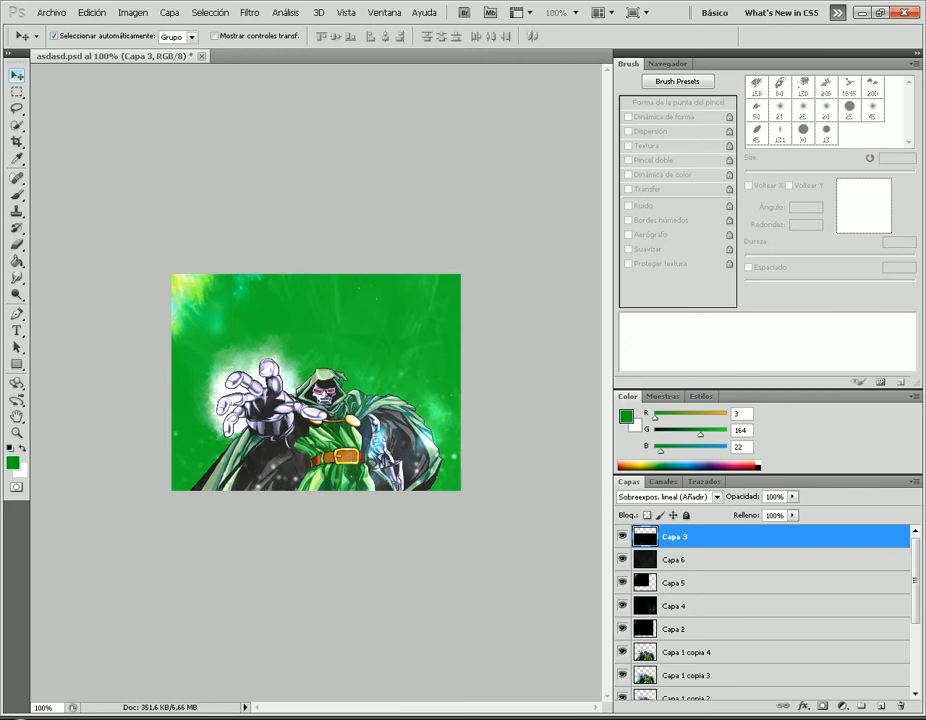 Ps Archivo Edición Imagen Capa Selección Filtro Análisis 3D Vista Ventana Ayuda Br Mb 100% Básico What's New in CS5
Seleccionar automáticamente: Grupo Mostrar controles transf.
asdasd.psd al 100% (Capa 3, RGB/8) *
Brush Navegador
Brush Presets
Forma de la punta del pincel
Dinámica de forma
Dispersión
Textura
Pincel doble
Dinámica de color
Transfer
Ruido
Bordes húmedos
Aerógrafo
Suavizar
Proteger textura
Size
Voltear X Voltear Y
Ángulo:
Redondez:
Dureza
Espaciado
Color Muestras Estilos
R 3
G 164
B 22
Capas Canales Trazados
Sobreexpos. lineal (Añadir) Opacidad: 100%
Bloq.: Relleno: 100%
Capa 3
Capa 6
Capa 5
Capa 4
Capa 2
Capa 1 copia 4
Capa 1 copia 3
Capa 1 copia 2
100% Doc: 351,6 KB/6,66 MB